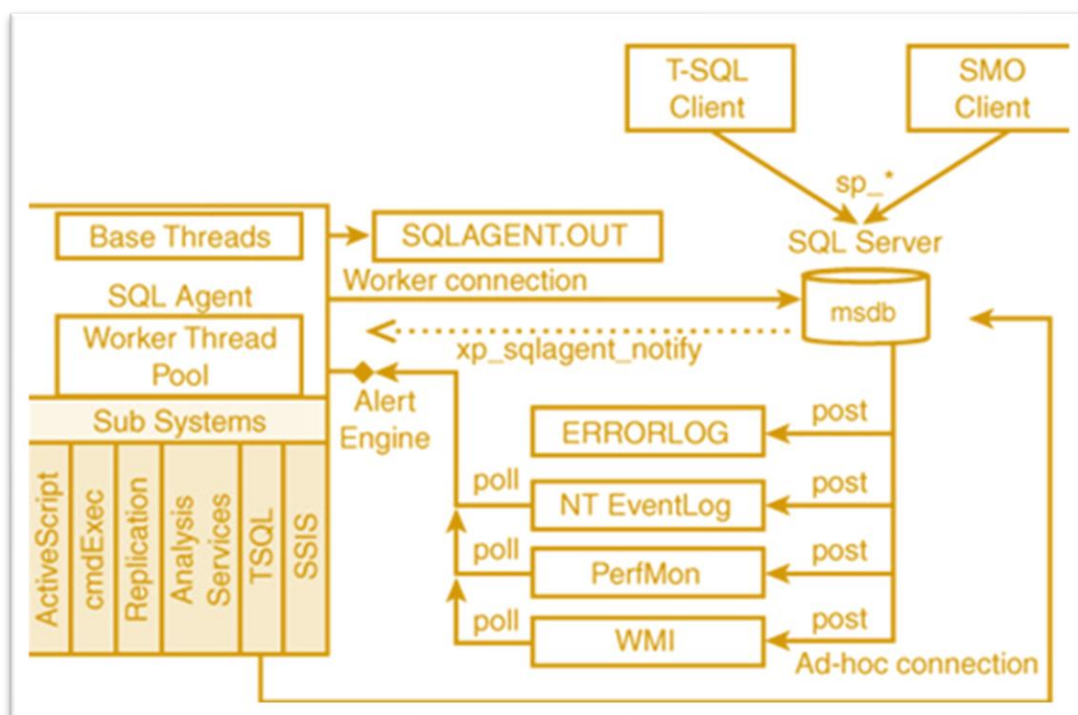 T-SQL
Client
SMO
Client
sp_*
SQL Server
msdb
Base Threads
SQLAGENT.OUT
SQL Agent
Worker connection
Worker Thread
Pool
xp_sqlagent_notify
Alert
Engine
Sub Systems
ActiveScript
cmdExec
Replication
Analysis
Services
TSQL
SSIS
ERRORLOG
post
poll
NT EventLog
post
poll
PerfMon
post
poll
WMI
post
Ad-hoc connection